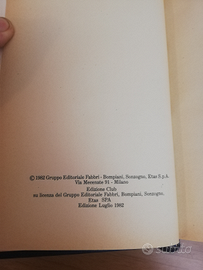 © 1982 Gruppo Editoriale Fabbri - Bompiani, Sonzogno, Etas S.p.A.
Via Mecenate 91 - Milano
Edizione Club
su licenza del Gruppo Editoriale Fabbri, Bompiani, Sonzogno,
Etas SPA
Edizione Luglio 1982
subito